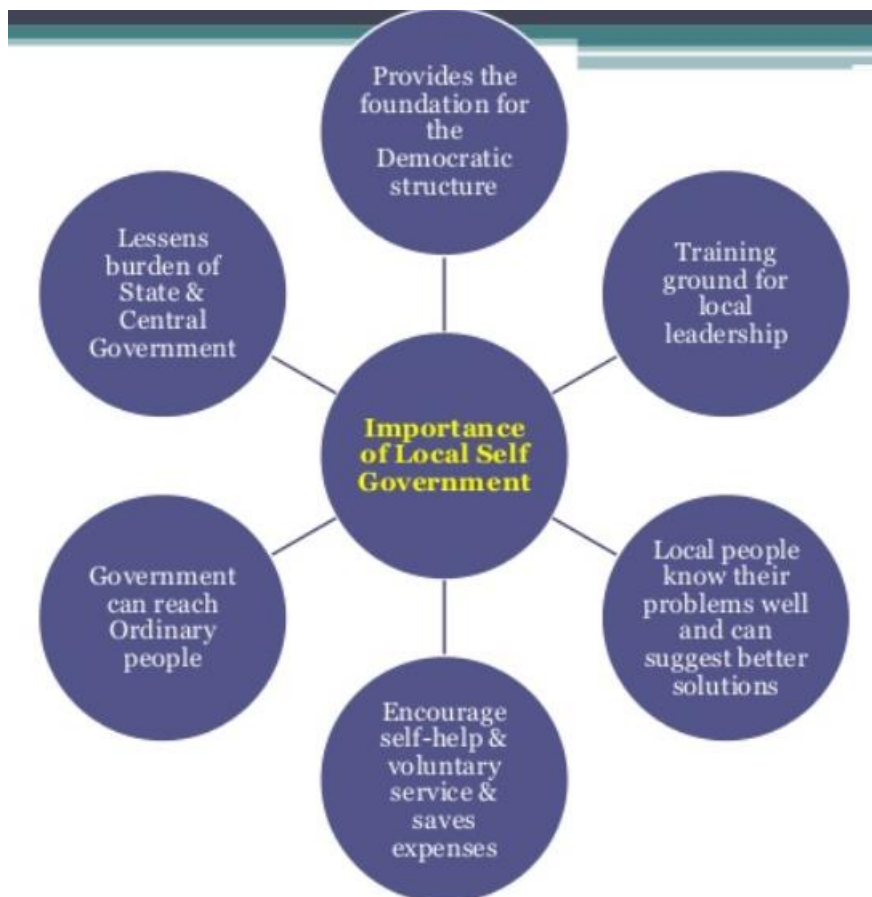 Provides the
foundation for
the
Democratic
structure
Training
ground for
local
leadership
Local people
know their
problems well
and can
suggest better
solutions
Encourage
self-help &
voluntary
service &
saves
expenses
Government
can reach
Ordinary
people
Lessens
burden of
State &
Central
Government
Importance
of Local Self
Government